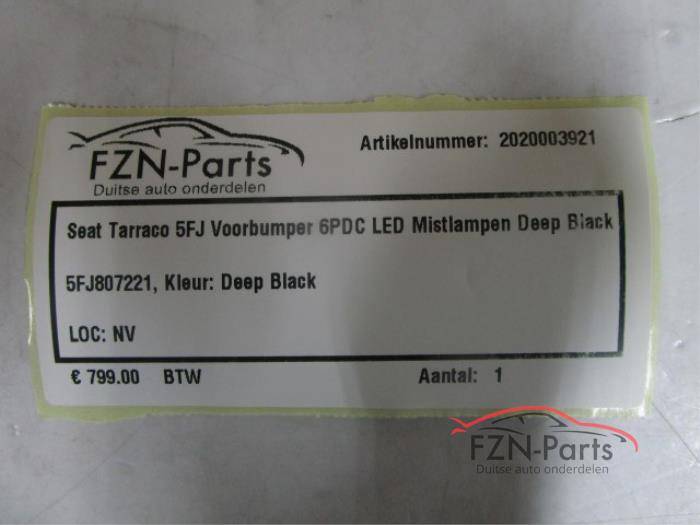 FZN-Parts
Duitse auto onderdelen
Artikelnummer: 2020003921
Seat Tarraco 5FJ Voorbumper 6PDC LED Mistlampen Deep Black
5FJ807221, Kleur: Deep Black
LOC: NV
€ 799.00 BTW Aantal: 1
FZN-Parts
Duitse auto onderdelen